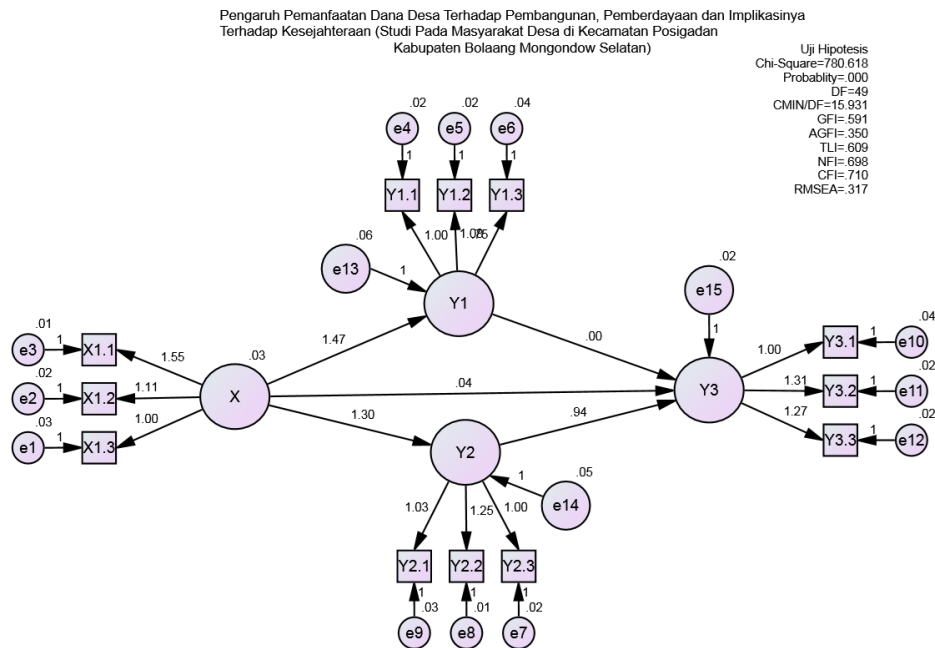 Pengaruh Pemanfaatan Dana Desa Terhadap Pembangunan, Pemberdayaan dan Implikasinya
Terhadap Kesejahteraan (Studi Pada Masyarakat Desa di Kecamatan Posigadan
Kabupaten Bolaang Mongondow Selatan)
Uji Hipotesis
Chi-Square=780.618
Probablity=.000
DF=49
CMIN/DF=15.931
GFI=.591
AGFI=.350
TLI=.609
NFI=.698
CFI=.710
RMSEA=.317
.02 .02 .04
e4 e5 e6
1 1 1
Y1.1 Y1.2 Y1.3
1.00 .75
.06
e13
1
Y1
.02
e15
1
1.47
.00
.01
e3 1 X1.1
1.55
.02
e2 1 X1.2
1.11
.03
e1 1 X1.3
1.00
.03
X
.04
Y3
1.00
Y3.1 1 e10
.04
1.31
Y3.2 1 e11
.02
1.27
Y3.3 1 e12
.02
1.30
.94
Y2
1
.05
e14
1.03 1.25 1.00
Y2.1 Y2.2 Y2.3
1 1 1
.03 .01 .02
e9 e8 e7